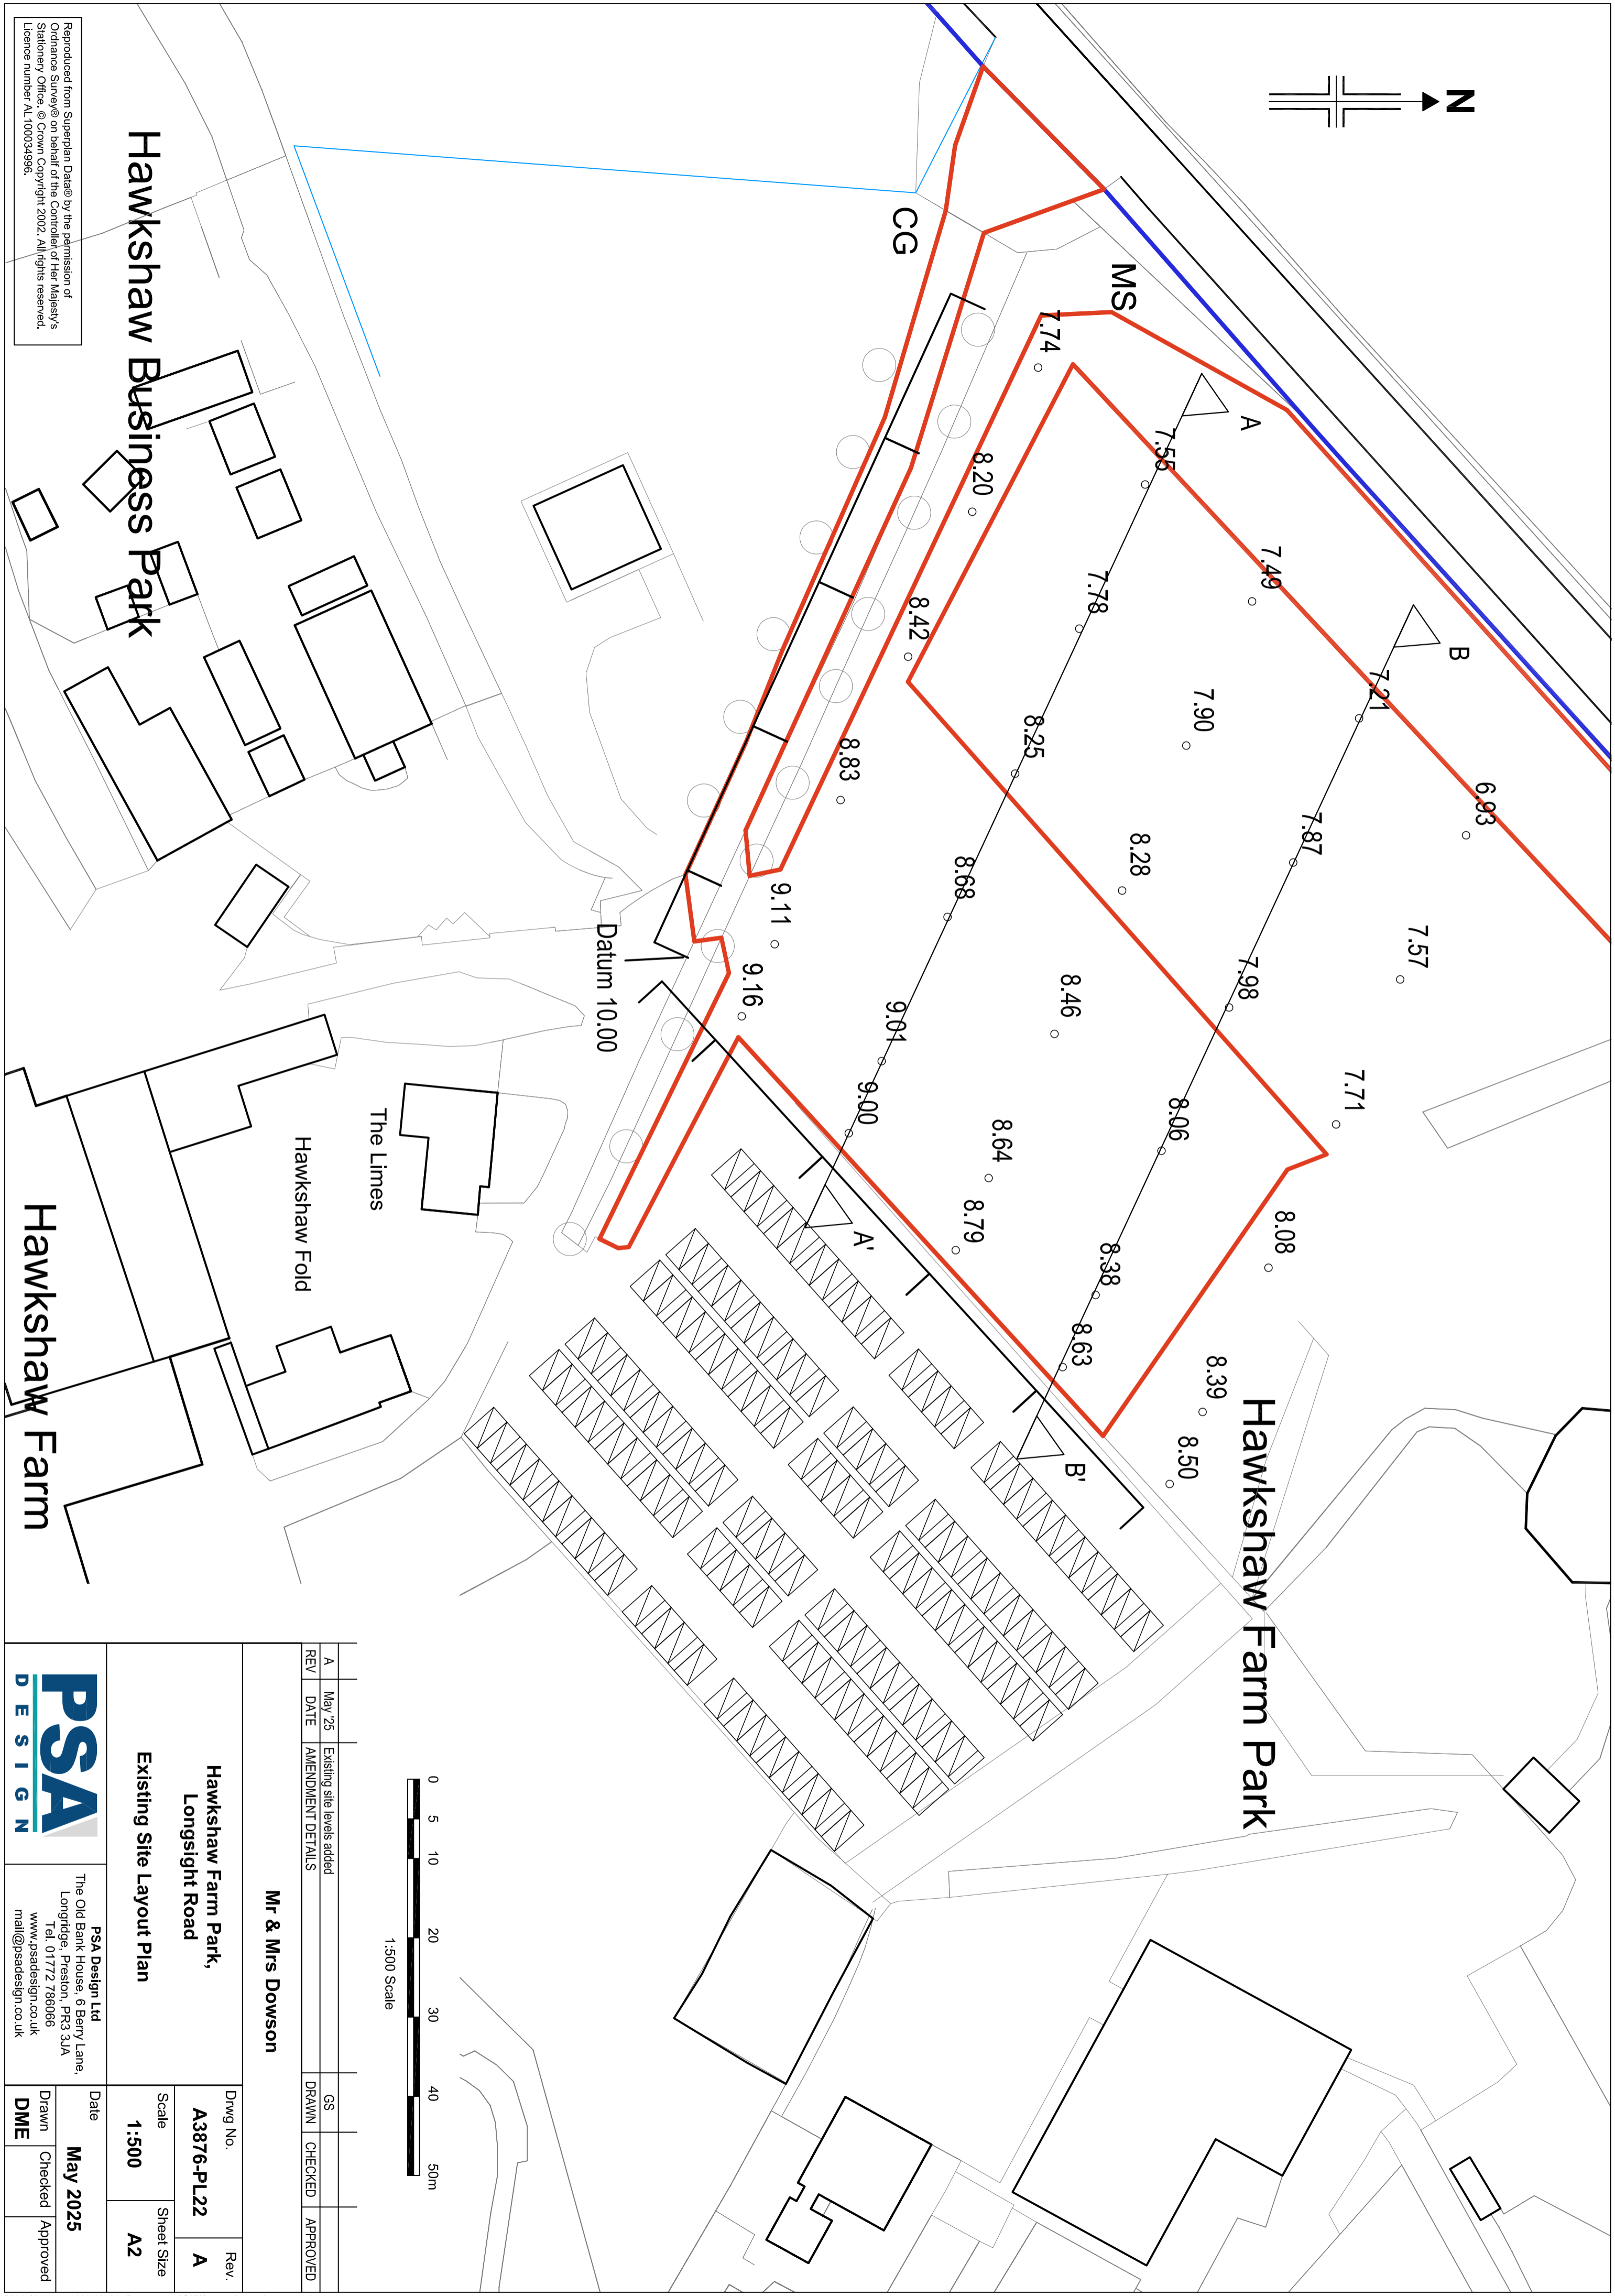 N
Reproduced from Superplan Data® by the permission of
Ordnance Survey® on behalf of the Controller of Her Majesty's
Stationery Office. © Crown Copyright 2002. All rights reserved.
Licence number AL100034996.
Hawkshaw Business Park
CG
MS
7.74
A
7.55
8.20
7.49
7.78
8.42
B
7.21
7.90
8.25
8.83
6.93
7.87
8.28
8.68
9.11
7.57
7.98
8.46
9.01
9.16
Datum 10.00
7.71
8.06
8.64
9.00
8.79
8.08
8.38
8.63
8.39
8.50
A'
B'
The Limes
Hawkshaw Fold
Hawkshaw Farm
Hawkshaw Farm Park
0 5 10 20 30 40 50m
1:500 Scale
A May '25 Existing site levels added GS
REV DATE AMENDMENT DETAILS DRAWN CHECKED APPROVED
Mr & Mrs Dowson
Hawkshaw Farm Park,
Longsight Road
Existing Site Layout Plan
Drwg No.
A3876-PL22
Rev.
A
Scale
1:500
Sheet Size
A2
PSA
DESIGN
PSA Design Ltd
The Old Bank House, 6 Berry Lane,
Longridge, Preston, PR3 3JA
Tel. 01772 786066
www.psadesign.co.uk
mail@psadesign.co.uk
Date
May 2025
Drawn
DME
Checked
Approved